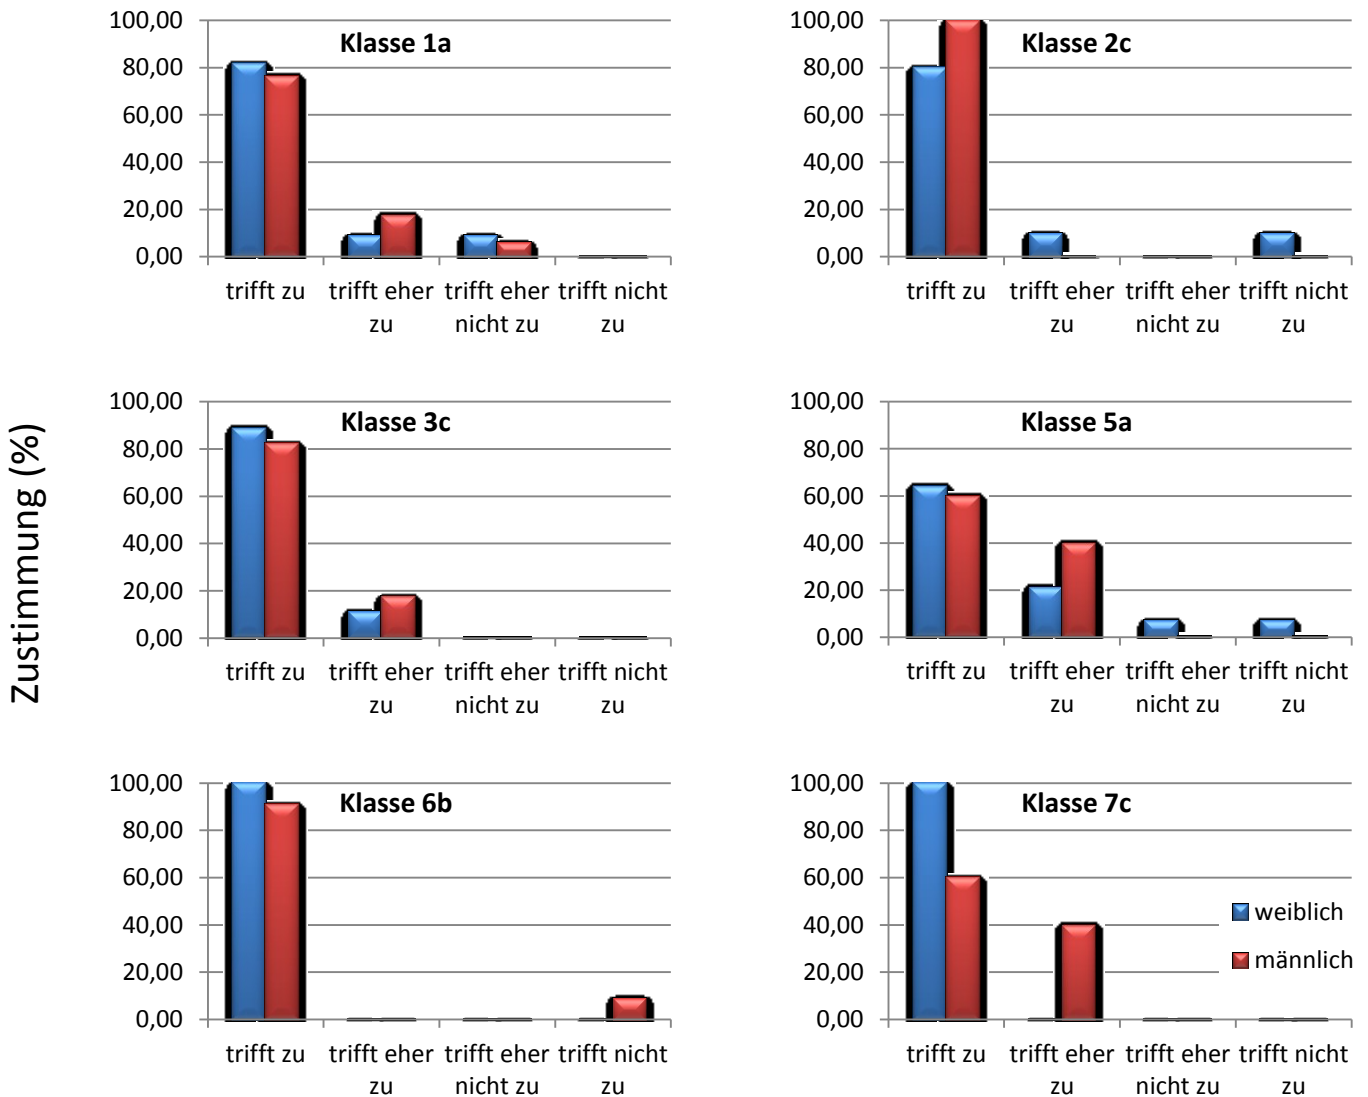 Zustimmung (%)
Klasse 1a
100,00
80,00
60,00
40,00
20,00
0,00
trifft zu
trifft eher
zu
trifft eher
nicht zu
trifft nicht
zu
Klasse 2c
100,00
80,00
60,00
40,00
20,00
0,00
trifft zu
trifft eher
zu
trifft eher
nicht zu
trifft nicht
zu
Klasse 3c
100,00
80,00
60,00
40,00
20,00
0,00
trifft zu
trifft eher
zu
trifft eher
nicht zu
trifft nicht
zu
Klasse 5a
100,00
80,00
60,00
40,00
20,00
0,00
trifft zu
trifft eher
zu
trifft eher
nicht zu
trifft nicht
zu
Klasse 6b
100,00
80,00
60,00
40,00
20,00
0,00
trifft zu
trifft eher
zu
trifft eher
nicht zu
trifft nicht
zu
Klasse 7c
100,00
80,00
60,00
40,00
20,00
0,00
trifft zu
trifft eher
zu
trifft eher
nicht zu
trifft nicht
zu
weiblich
männlich